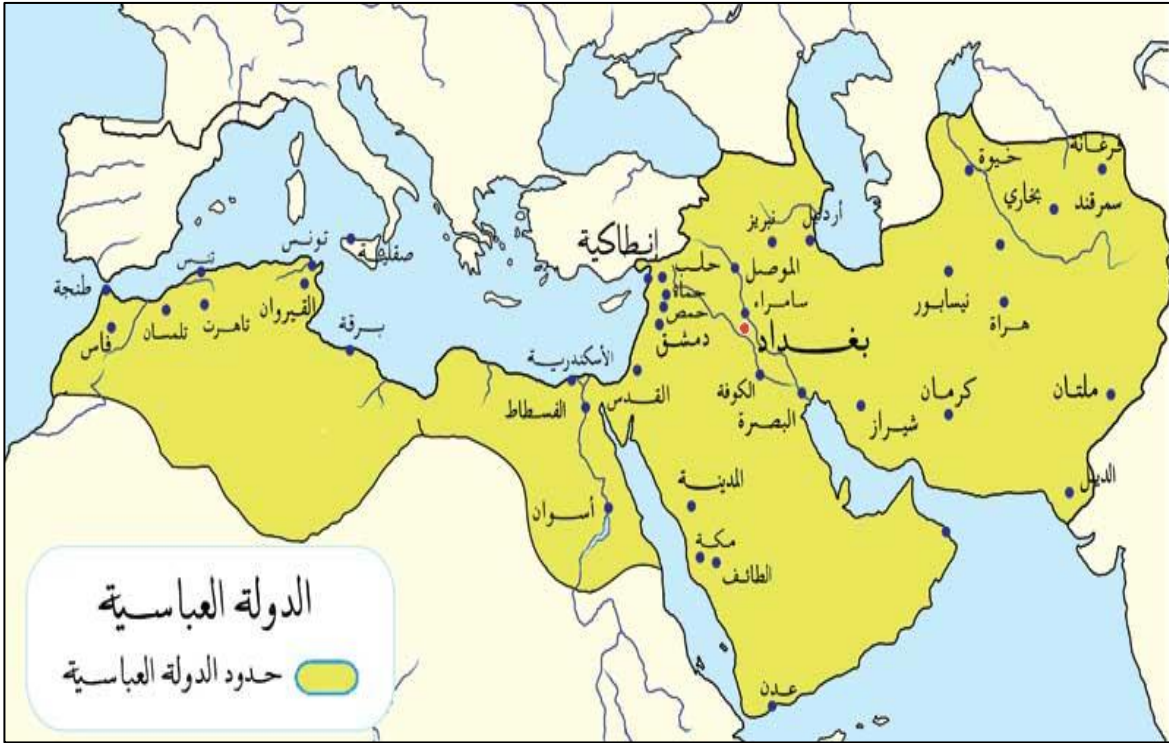 فرغانة
خيوة
بخاري
سمرقند
أردبيل
تبريز
إنطاكية
حلب
الموصل
حماة
سامراء
حمص
دمشق
بغداد
نيسابور
هراة
صقلية
تونس
تنس
طنجة
القيروان
تاهرت
تلمسان
فاس
برقة
الأسكندرية
الفسطاط
القدس
الكوفة
البصرة
شيراز
كرمان
ملتان
الديبل
المدينة
أسوان
مكة
الطائف
عدن
الدولة العباسية
حدود الدولة العباسية